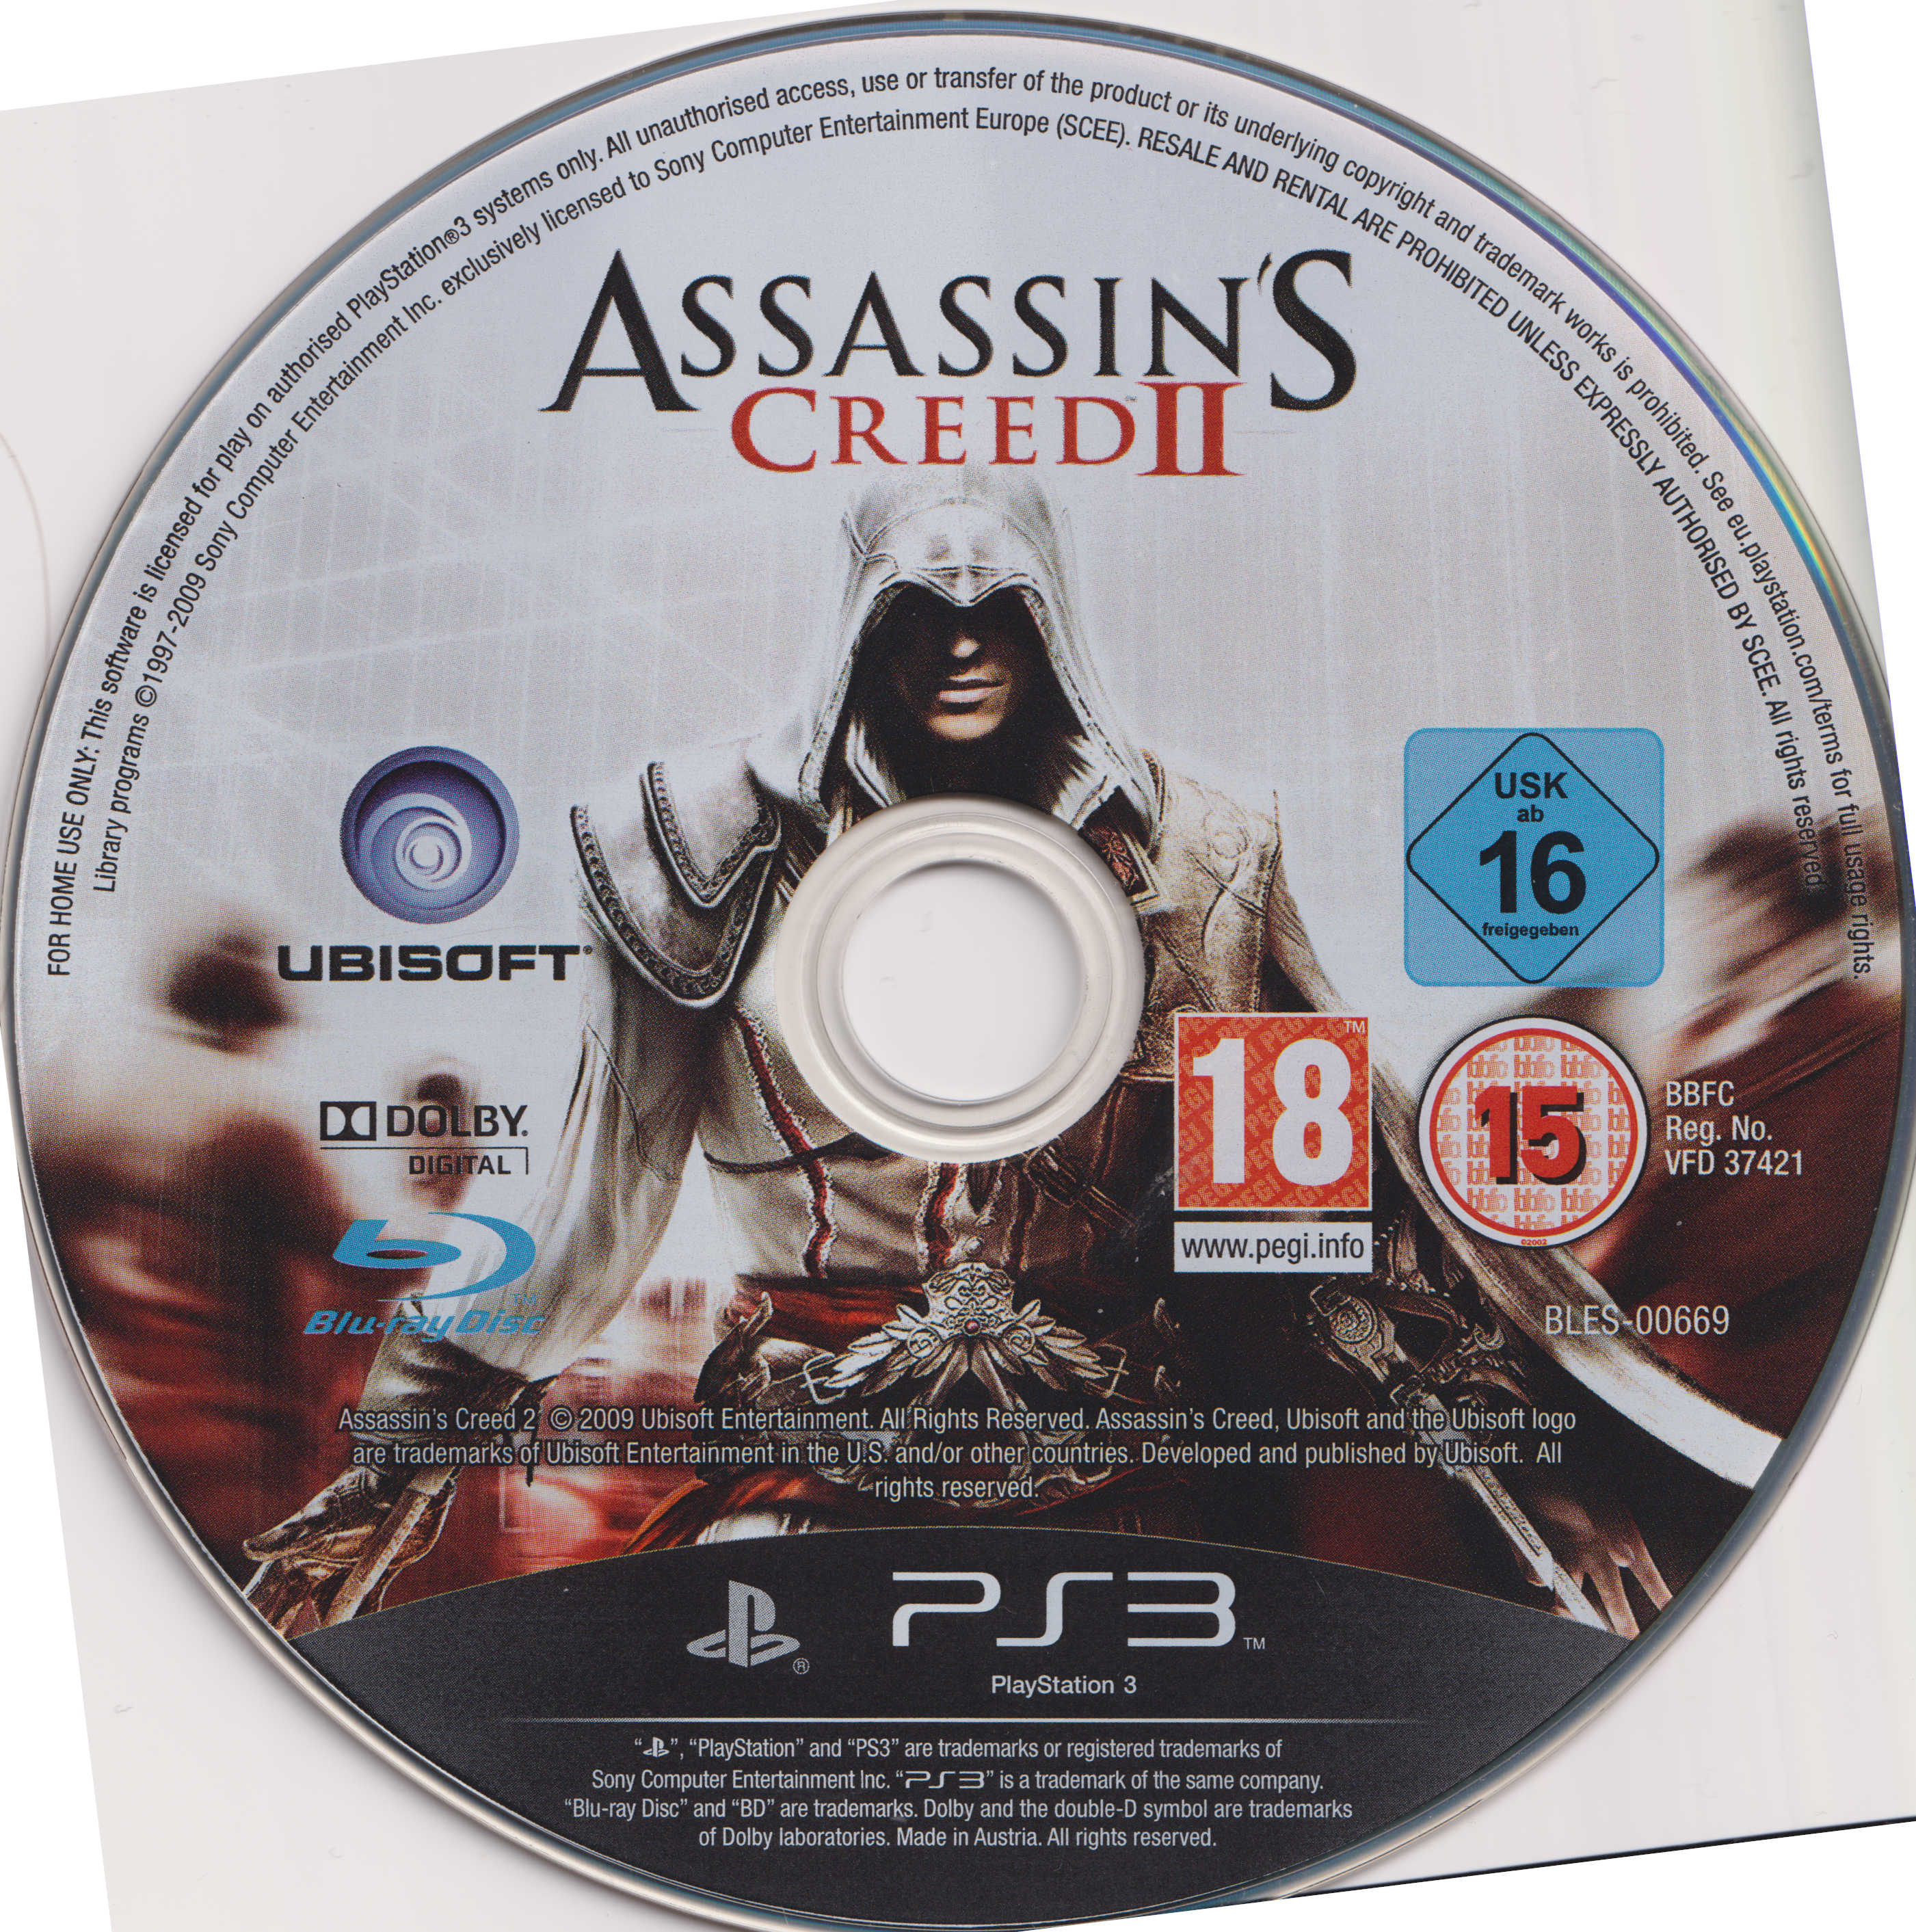 FOR HOME USE ONLY: This software is licensed for play on authorised PlayStation®3 systems only. All unauthorised access, use or transfer of the product or its underlying copyright and trademark works is prohibited. See eu.playstation.com/terms for full usage rights.
Library programs ©1997-2009 Sony Computer Entertainment Inc. exclusively licensed to Sony Computer Entertainment Europe (SCEE). RESALE AND RENTAL ARE PROHIBITED UNLESS EXPRESSLY AUTHORISED BY SCEE. All rights reserved.
ASSASSIN'S
CREED™ II
UBISOFT®
USK
ab
16
freigegeben
DOLBY.
DIGITAL
18™
www.pegi.info
15
©2002
BBFC
Reg. No.
VFD 37421
Blu-ray Disc™
BLES-00669
Assassin's Creed 2 © 2009 Ubisoft Entertainment. All Rights Reserved. Assassin's Creed, Ubisoft and the Ubisoft logo
are trademarks of Ubisoft Entertainment in the U.S. and/or other countries. Developed and published by Ubisoft. All
rights reserved.
® PS3™
PlayStation 3
“ ”, “PlayStation” and “PS3” are trademarks or registered trademarks of
Sony Computer Entertainment Inc. “PS3” is a trademark of the same company.
“Blu-ray Disc” and “BD” are trademarks. Dolby and the double-D symbol are trademarks
of Dolby laboratories. Made in Austria. All rights reserved.